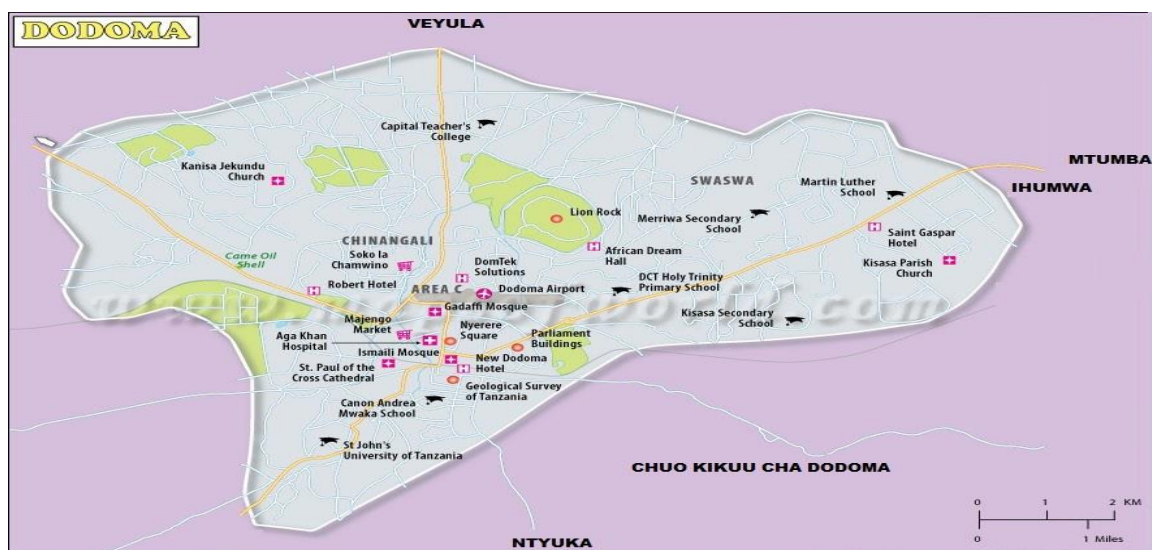 DODOMA
VEYULA
Capital Teacher's
College
Kanisa Jekundu
Church
MTUMBA
SWASWA
Martin Luther
School
IHUMWA
Lion Rock
Merriwa Secondary
School
Saint Gaspar
Hotel
CHINANGALI
African Dream
Hall
Came Oil
Shell
Soko la
Chamwino
DomTek
Solutions
Kisasa Parish
Church
Robert Hotel
AREA C
Dodoma Airport
DCT Holy Trinity
Primary School
Gadaffi Mosque
Majengo
Market
Nyerere
Square
Parliament
Buildings
Kisasa Secondary
School
Aga Khan
Hospital
Ismaili Mosque
New Dodoma
Hotel
St. Paul of the
Cross Cathedral
Geological Survey
of Tanzania
Canon Andrea
Mwaka School
St John's
University of Tanzania
CHUO KIKUU CHA DODOMA
0 1 2 KM
0 1 Miles
NTYUKA